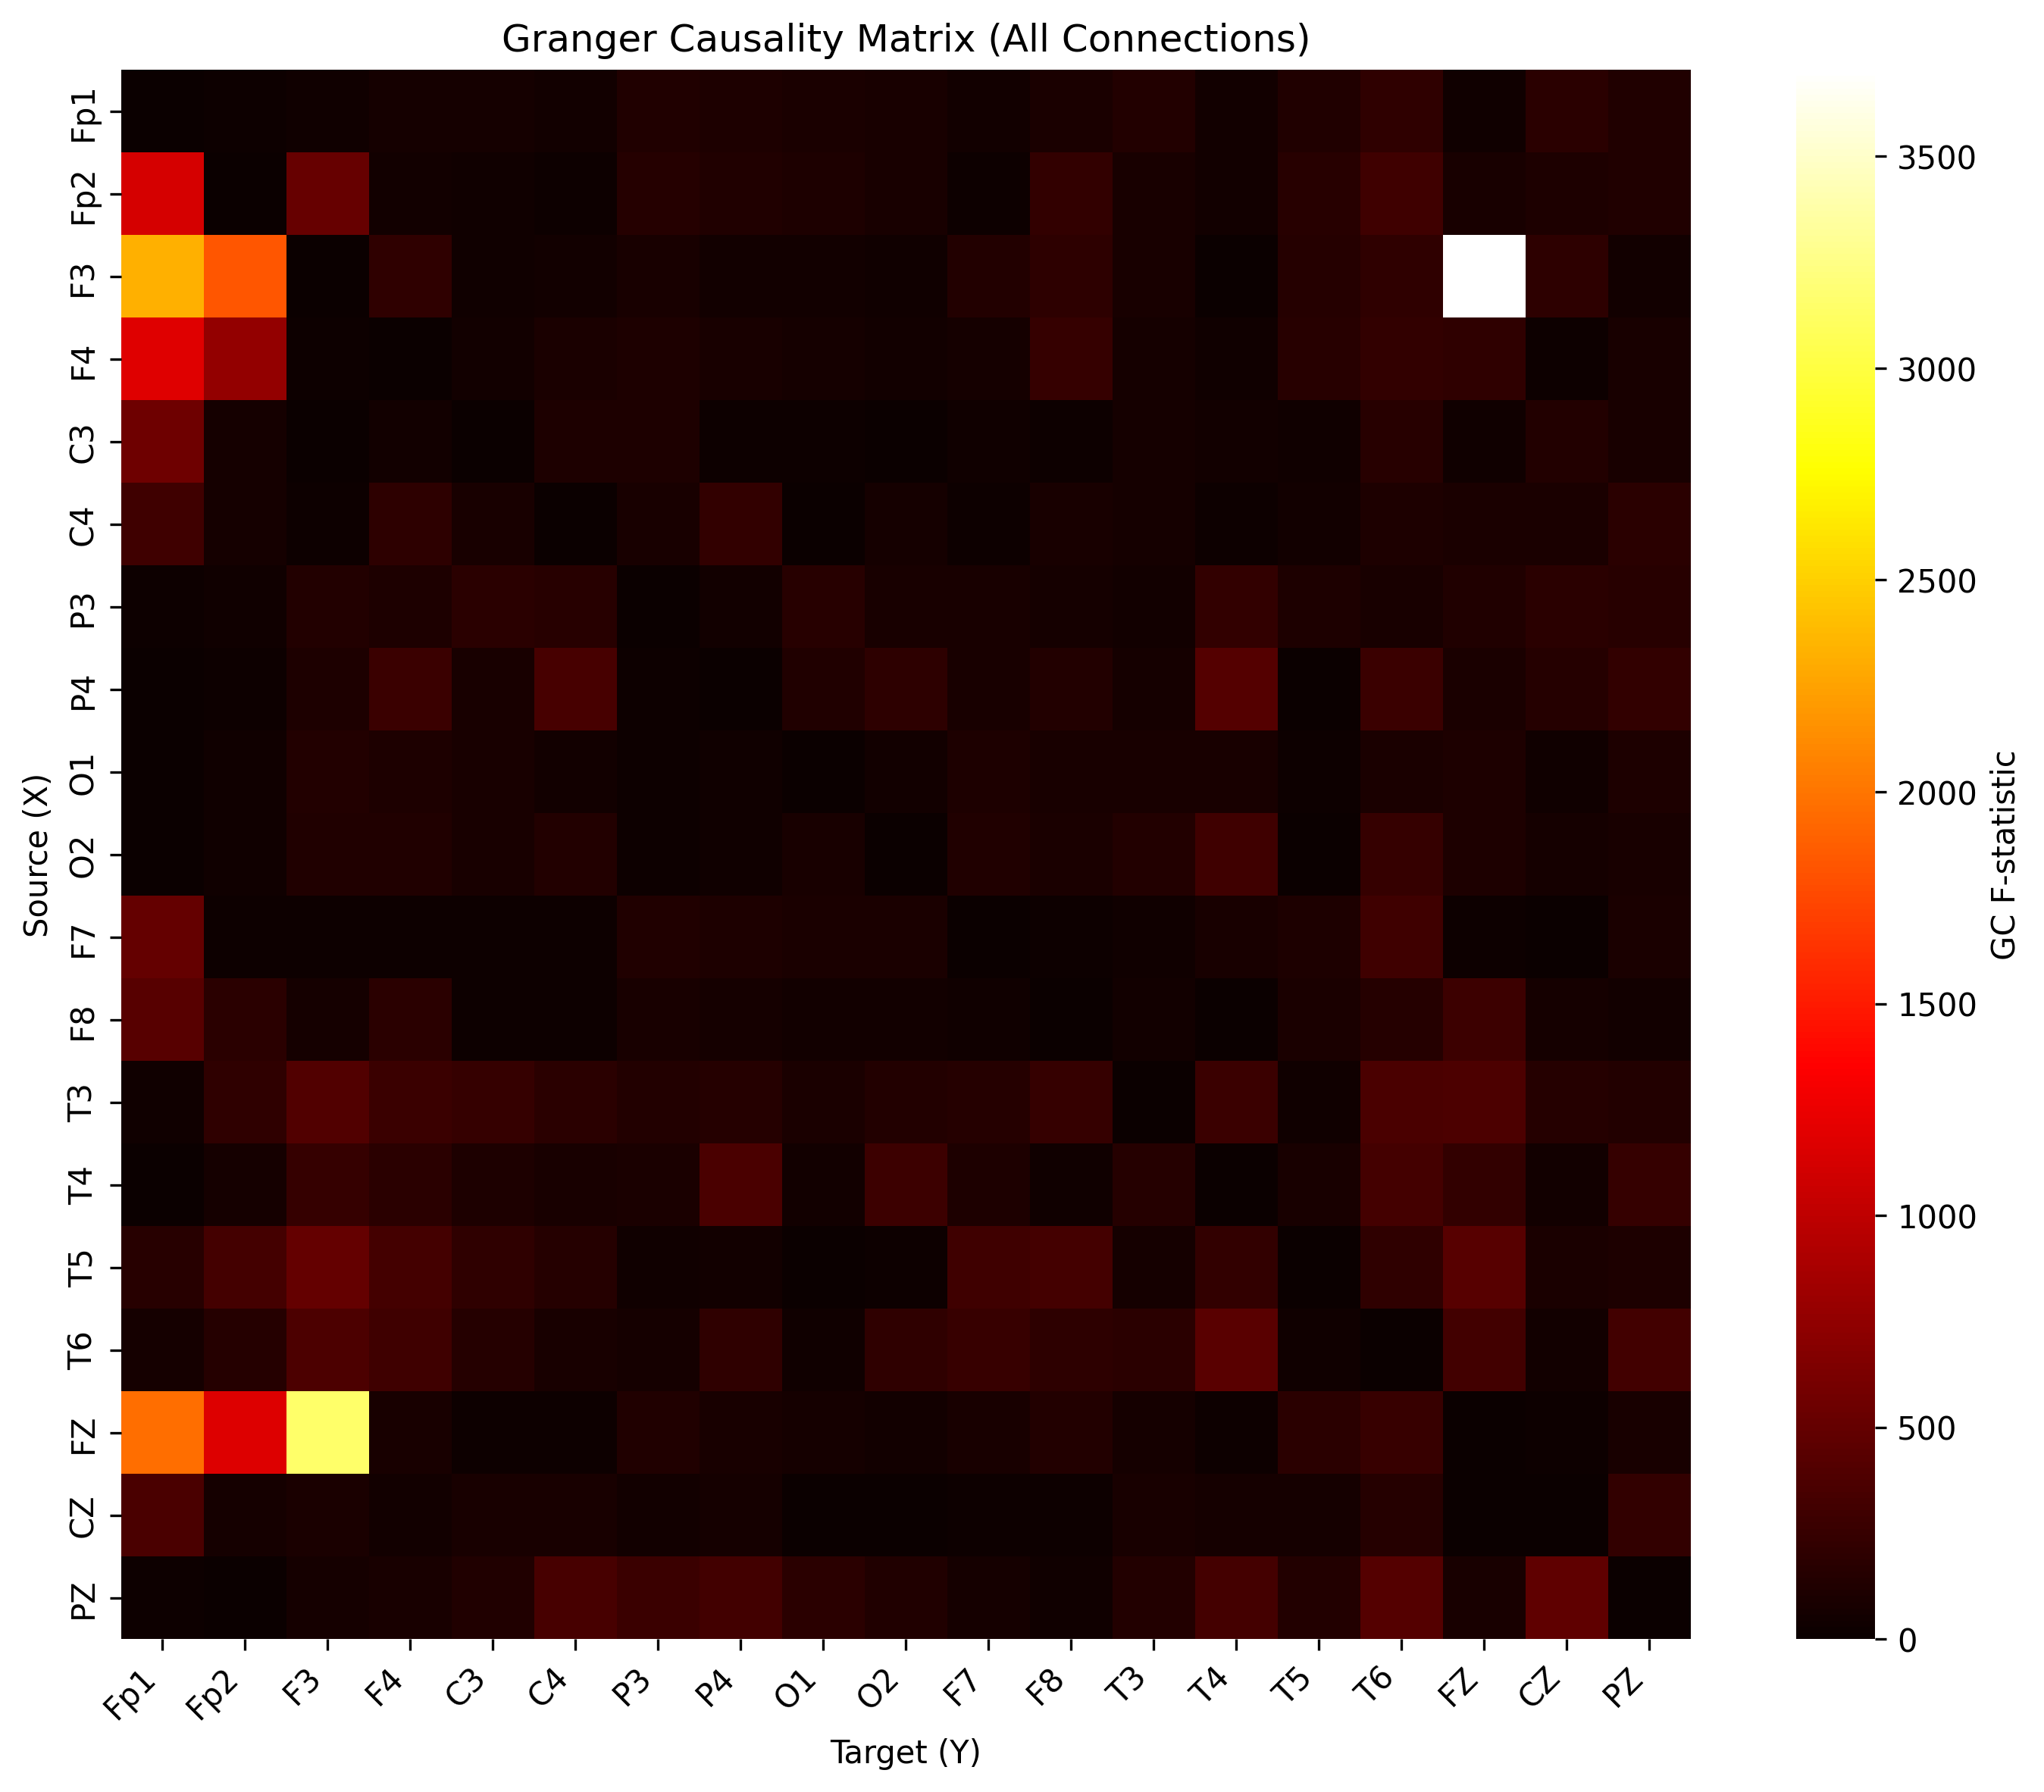 Granger Causality Matrix (All Connections)
Source (X)
Fp1
Fp2
F3
F4
C3
C4
P3
P4
O1
O2
F7
F8
T3
T4
T5
T6
FZ
CZ
PZ
Fp1 Fp2 F3 F4 C3 C4 P3 P4 O1 O2 F7 F8 T3 T4 T5 T6 FZ CZ PZ
Target (Y)
3500
3000
2500
2000
1500
1000
500
0
GC F-statistic